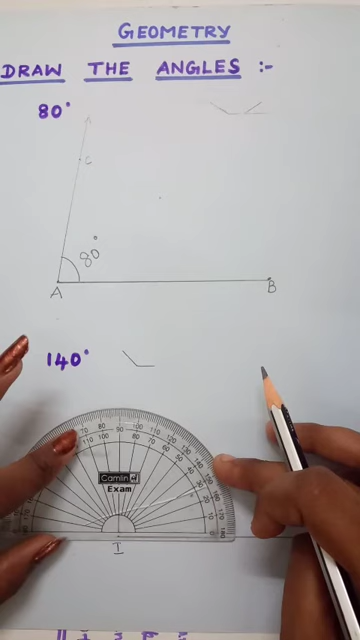 GEOMETRY
DRAW THE ANGLES :-
80°
C
80°
A
B
140°
Camlin
Exam
I